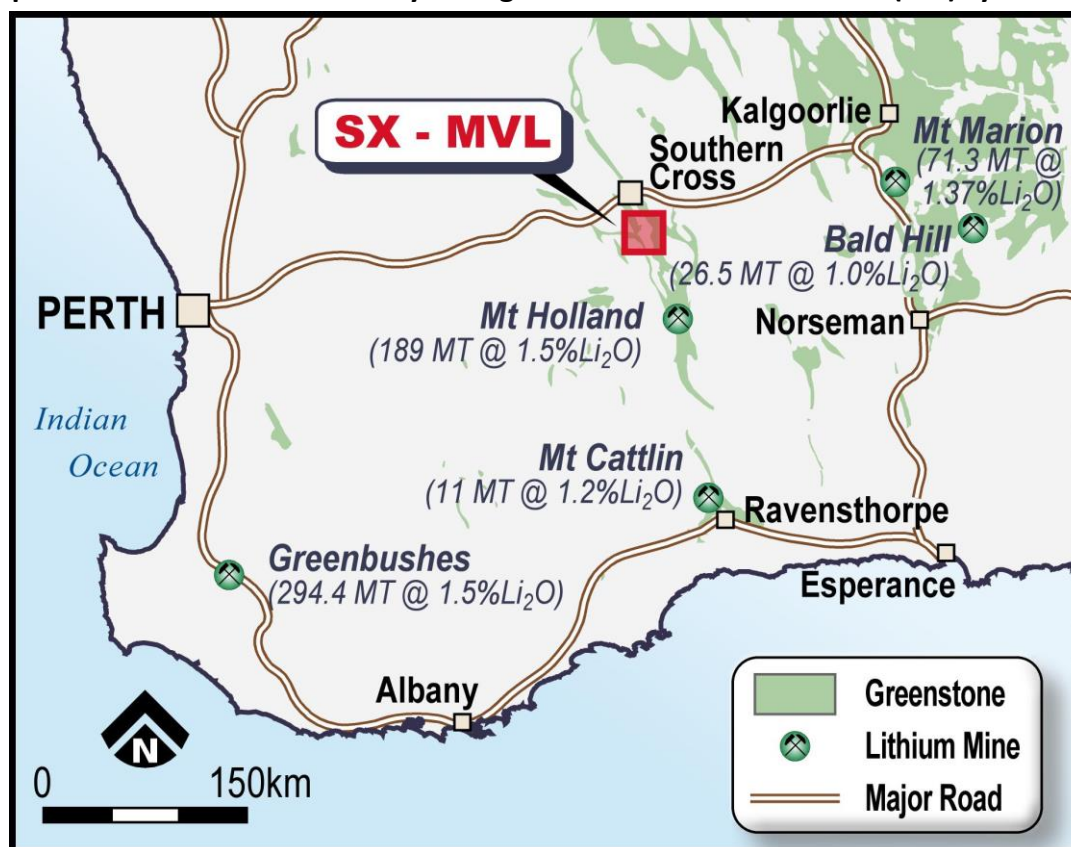 SX - MVL
Kalgoorlie
Mt Marion
(71.3 MT @
1.37%Li₂O)
Southern
Cross
Bald Hill
(26.5 MT @ 1.0%Li₂O)
PERTH
Mt Holland
(189 MT @ 1.5%Li₂O)
Norseman
Indian
Ocean
Mt Cattlin
(11 MT @ 1.2%Li₂O)
Ravensthorpe
Greenbushes
(294.4 MT @ 1.5%Li₂O)
Esperance
Albany
N
0 150km
Greenstone
Lithium Mine
Major Road